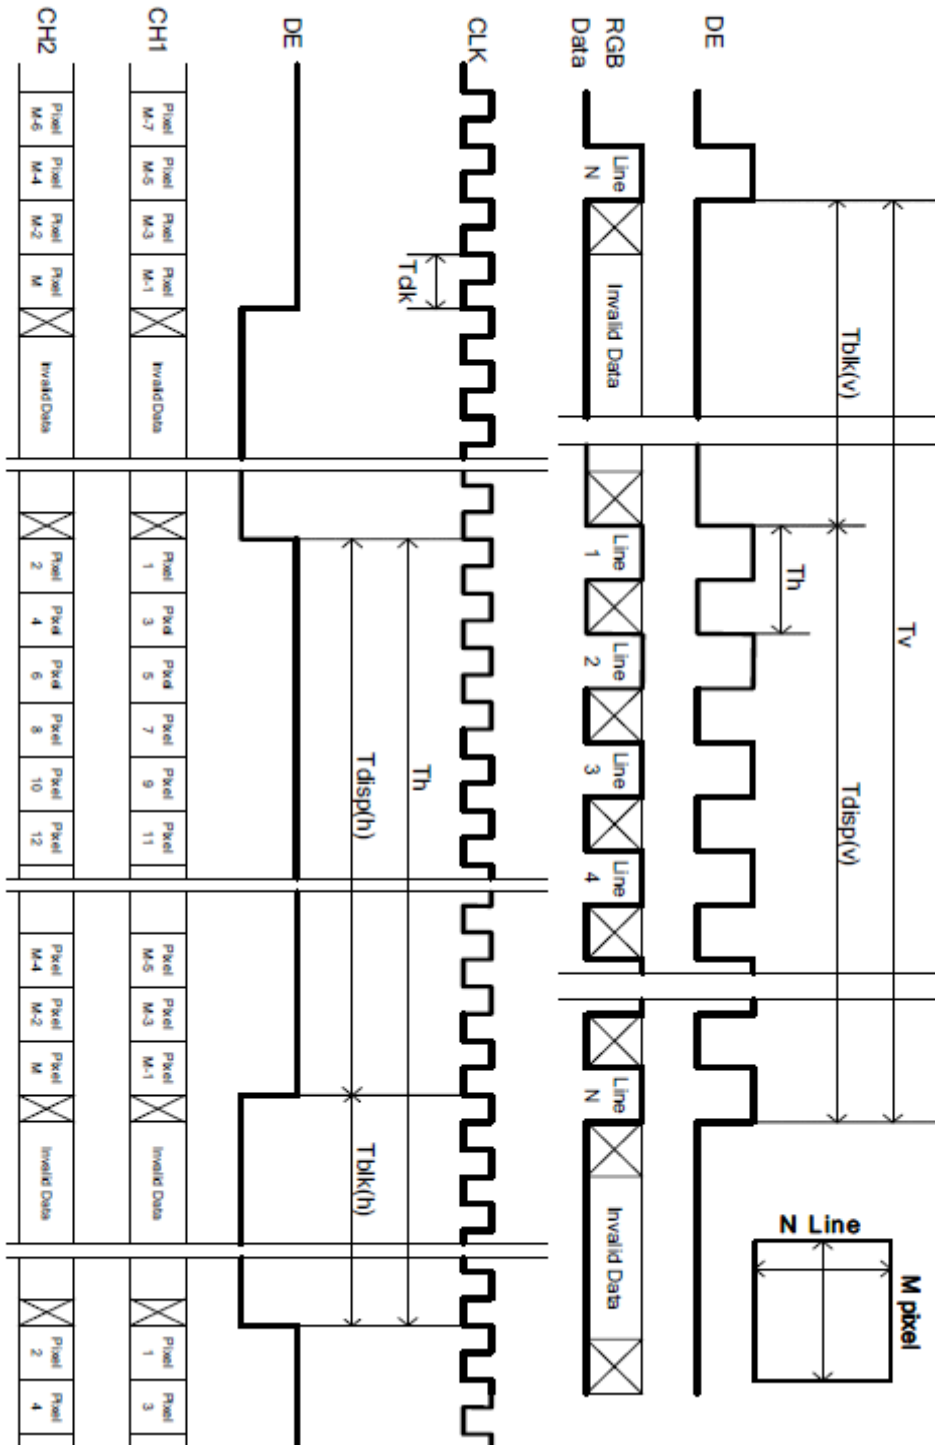 Tv
Tblk(v)
Tdisp(v)
Th
DE
RGB
Data
Line
N
Invalid Data
Line
1
Line
2
Line
3
Line
4
Line
N
Invalid Data
N Line
M pixel
CLK
Tclk
Th
Tdisp(h)
Tblk(h)
DE
CH1
Pixel
M-7
Pixel
M-5
Pixel
M-3
Pixel
M-1
Invalid Data
Pixel
1
Pixel
3
Pixel
5
Pixel
7
Pixel
9
Pixel
11
Pixel
M-5
Pixel
M-3
Pixel
M-1
Invalid Data
Pixel
1
Pixel
3
CH2
Pixel
M-6
Pixel
M-4
Pixel
M-2
Pixel
M
Invalid Data
Pixel
2
Pixel
4
Pixel
6
Pixel
8
Pixel
10
Pixel
12
Pixel
M-4
Pixel
M-2
Pixel
M
Invalid Data
Pixel
2
Pixel
4